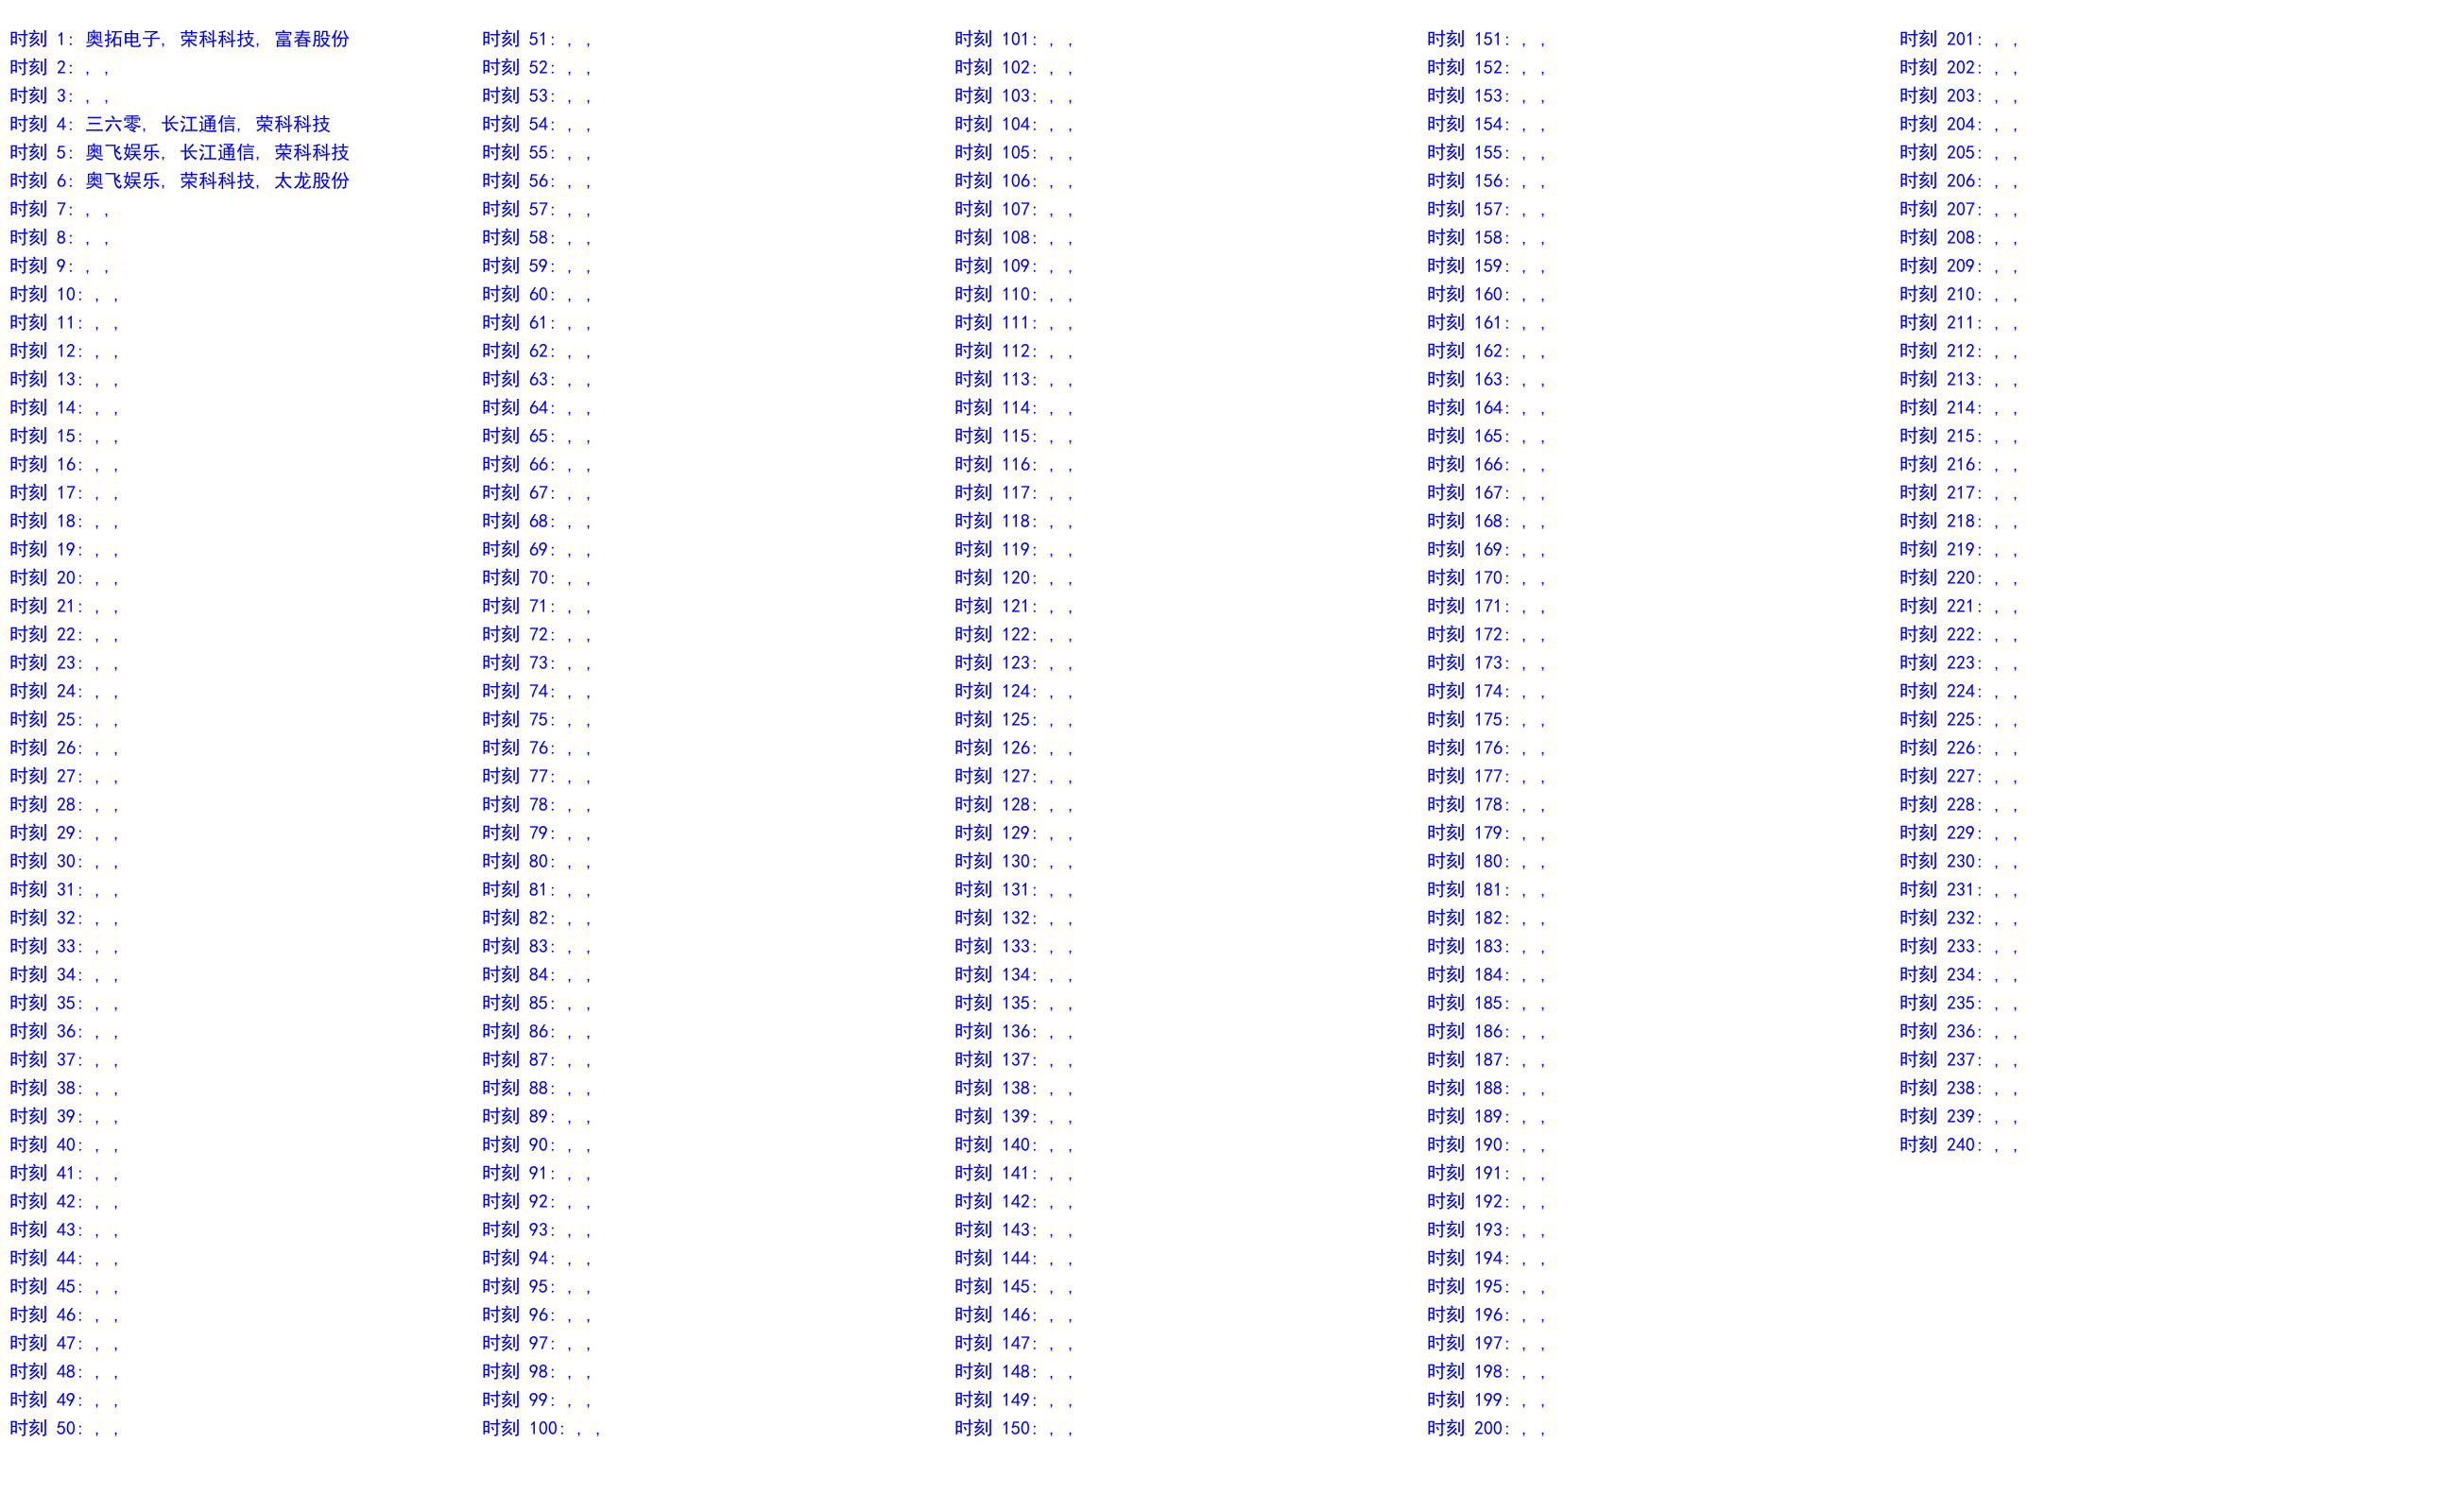 时刻 1: 奥拓电子, 荣科科技, 富春股份
时刻 2: , ,
时刻 3: , ,
时刻 4: 三六零, 长江通信, 荣科科技
时刻 5: 奥飞娱乐, 长江通信, 荣科科技
时刻 6: 奥飞娱乐, 荣科科技, 太龙股份
时刻 7: , ,
时刻 8: , ,
时刻 9: , ,
时刻 10: , ,
时刻 11: , ,
时刻 12: , ,
时刻 13: , ,
时刻 14: , ,
时刻 15: , ,
时刻 16: , ,
时刻 17: , ,
时刻 18: , ,
时刻 19: , ,
时刻 20: , ,
时刻 21: , ,
时刻 22: , ,
时刻 23: , ,
时刻 24: , ,
时刻 25: , ,
时刻 26: , ,
时刻 27: , ,
时刻 28: , ,
时刻 29: , ,
时刻 30: , ,
时刻 31: , ,
时刻 32: , ,
时刻 33: , ,
时刻 34: , ,
时刻 35: , ,
时刻 36: , ,
时刻 37: , ,
时刻 38: , ,
时刻 39: , ,
时刻 40: , ,
时刻 41: , ,
时刻 42: , ,
时刻 43: , ,
时刻 44: , ,
时刻 45: , ,
时刻 46: , ,
时刻 47: , ,
时刻 48: , ,
时刻 49: , ,
时刻 50: , ,
时刻 51: , ,
时刻 52: , ,
时刻 53: , ,
时刻 54: , ,
时刻 55: , ,
时刻 56: , ,
时刻 57: , ,
时刻 58: , ,
时刻 59: , ,
时刻 60: , ,
时刻 61: , ,
时刻 62: , ,
时刻 63: , ,
时刻 64: , ,
时刻 65: , ,
时刻 66: , ,
时刻 67: , ,
时刻 68: , ,
时刻 69: , ,
时刻 70: , ,
时刻 71: , ,
时刻 72: , ,
时刻 73: , ,
时刻 74: , ,
时刻 75: , ,
时刻 76: , ,
时刻 77: , ,
时刻 78: , ,
时刻 79: , ,
时刻 80: , ,
时刻 81: , ,
时刻 82: , ,
时刻 83: , ,
时刻 84: , ,
时刻 85: , ,
时刻 86: , ,
时刻 87: , ,
时刻 88: , ,
时刻 89: , ,
时刻 90: , ,
时刻 91: , ,
时刻 92: , ,
时刻 93: , ,
时刻 94: , ,
时刻 95: , ,
时刻 96: , ,
时刻 97: , ,
时刻 98: , ,
时刻 99: , ,
时刻 100: , ,
时刻 101: , ,
时刻 102: , ,
时刻 103: , ,
时刻 104: , ,
时刻 105: , ,
时刻 106: , ,
时刻 107: , ,
时刻 108: , ,
时刻 109: , ,
时刻 110: , ,
时刻 111: , ,
时刻 112: , ,
时刻 113: , ,
时刻 114: , ,
时刻 115: , ,
时刻 116: , ,
时刻 117: , ,
时刻 118: , ,
时刻 119: , ,
时刻 120: , ,
时刻 121: , ,
时刻 122: , ,
时刻 123: , ,
时刻 124: , ,
时刻 125: , ,
时刻 126: , ,
时刻 127: , ,
时刻 128: , ,
时刻 129: , ,
时刻 130: , ,
时刻 131: , ,
时刻 132: , ,
时刻 133: , ,
时刻 134: , ,
时刻 135: , ,
时刻 136: , ,
时刻 137: , ,
时刻 138: , ,
时刻 139: , ,
时刻 140: , ,
时刻 141: , ,
时刻 142: , ,
时刻 143: , ,
时刻 144: , ,
时刻 145: , ,
时刻 146: , ,
时刻 147: , ,
时刻 148: , ,
时刻 149: , ,
时刻 150: , ,
时刻 151: , ,
时刻 152: , ,
时刻 153: , ,
时刻 154: , ,
时刻 155: , ,
时刻 156: , ,
时刻 157: , ,
时刻 158: , ,
时刻 159: , ,
时刻 160: , ,
时刻 161: , ,
时刻 162: , ,
时刻 163: , ,
时刻 164: , ,
时刻 165: , ,
时刻 166: , ,
时刻 167: , ,
时刻 168: , ,
时刻 169: , ,
时刻 170: , ,
时刻 171: , ,
时刻 172: , ,
时刻 173: , ,
时刻 174: , ,
时刻 175: , ,
时刻 176: , ,
时刻 177: , ,
时刻 178: , ,
时刻 179: , ,
时刻 180: , ,
时刻 181: , ,
时刻 182: , ,
时刻 183: , ,
时刻 184: , ,
时刻 185: , ,
时刻 186: , ,
时刻 187: , ,
时刻 188: , ,
时刻 189: , ,
时刻 190: , ,
时刻 191: , ,
时刻 192: , ,
时刻 193: , ,
时刻 194: , ,
时刻 195: , ,
时刻 196: , ,
时刻 197: , ,
时刻 198: , ,
时刻 199: , ,
时刻 200: , ,
时刻 201: , ,
时刻 202: , ,
时刻 203: , ,
时刻 204: , ,
时刻 205: , ,
时刻 206: , ,
时刻 207: , ,
时刻 208: , ,
时刻 209: , ,
时刻 210: , ,
时刻 211: , ,
时刻 212: , ,
时刻 213: , ,
时刻 214: , ,
时刻 215: , ,
时刻 216: , ,
时刻 217: , ,
时刻 218: , ,
时刻 219: , ,
时刻 220: , ,
时刻 221: , ,
时刻 222: , ,
时刻 223: , ,
时刻 224: , ,
时刻 225: , ,
时刻 226: , ,
时刻 227: , ,
时刻 228: , ,
时刻 229: , ,
时刻 230: , ,
时刻 231: , ,
时刻 232: , ,
时刻 233: , ,
时刻 234: , ,
时刻 235: , ,
时刻 236: , ,
时刻 237: , ,
时刻 238: , ,
时刻 239: , ,
时刻 240: , ,